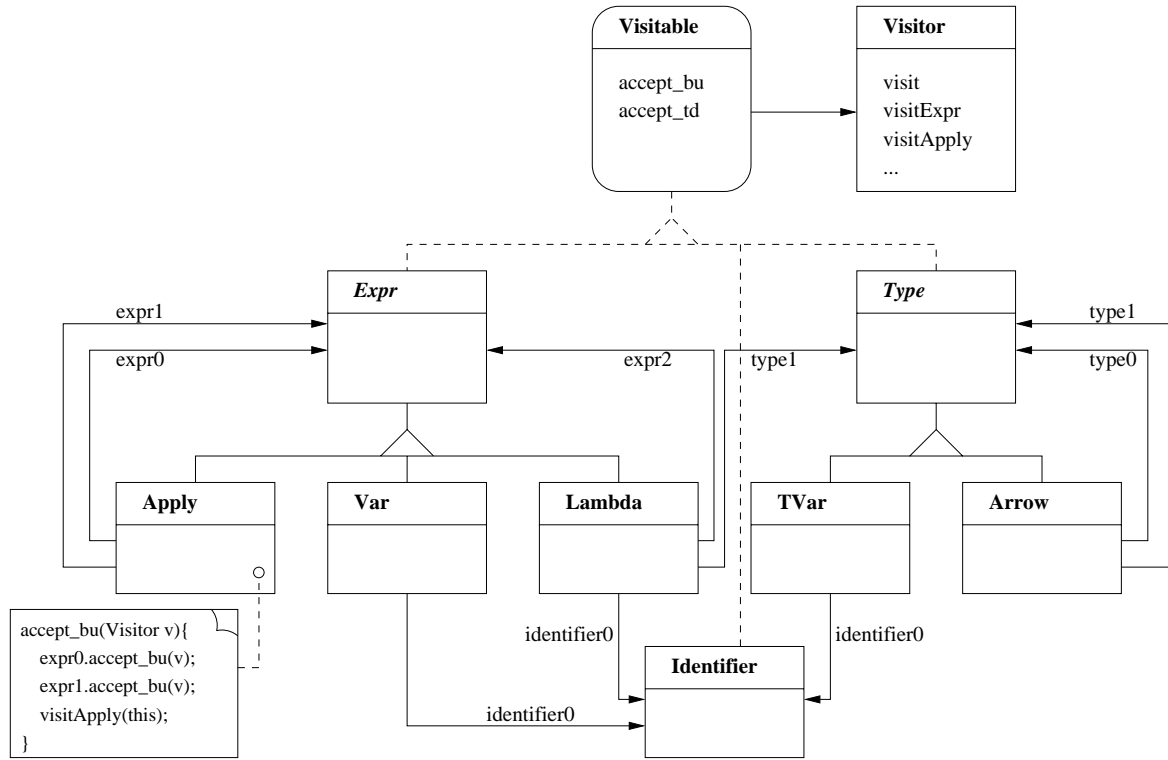 Visitable
Visitor
accept_bu
accept_td
visit
visitExpr
visitApply
...
Expr
Type
expr1
expr0
expr2
type1
type1
type0
Apply
Var
Lambda
TVar
Arrow
accept_bu(Visitor v){
expr0.accept_bu(v);
expr1.accept_bu(v);
visitApply(this);
}
identifier0
identifier0
Identifier
identifier0